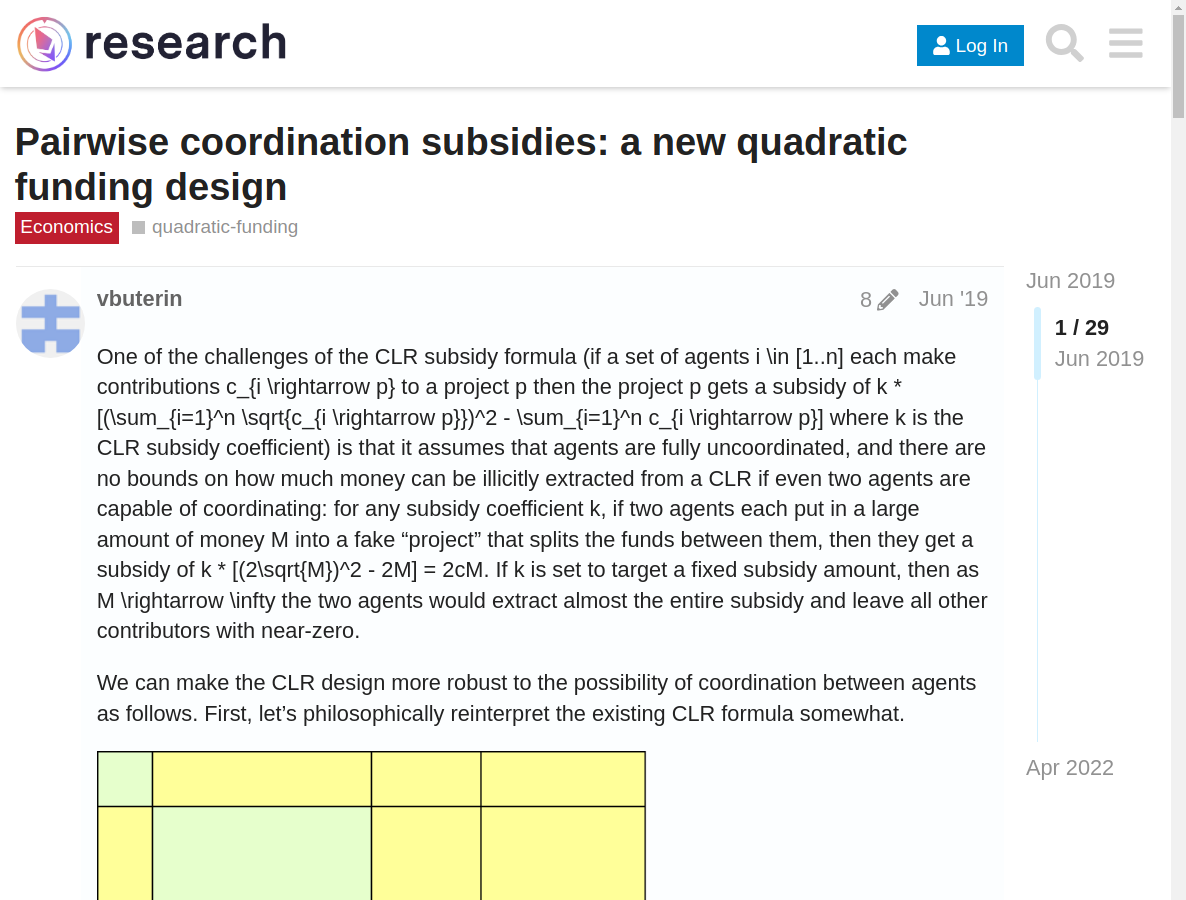 research
Log In
Pairwise coordination subsidies: a new quadratic
funding design
Economics
quadratic-funding
Jun 2019
vbuterin
8
Jun '19
1 / 29
Jun 2019
One of the challenges of the CLR subsidy formula (if a set of agents i \in [1..n] each make
contributions c_{i \rightarrow p} to a project p then the project p gets a subsidy of k *
[(\sum_{i=1}^n \sqrt{c_{i \rightarrow p}})^2 - \sum_{i=1}^n c_{i \rightarrow p}] where k is the
CLR subsidy coefficient) is that it assumes that agents are fully uncoordinated, and there are
no bounds on how much money can be illicitly extracted from a CLR if even two agents are
capable of coordinating: for any subsidy coefficient k, if two agents each put in a large
amount of money M into a fake “project” that splits the funds between them, then they get a
subsidy of k * [(2\sqrt{M})^2 - 2M] = 2cM. If k is set to target a fixed subsidy amount, then as
M \rightarrow \infty the two agents would extract almost the entire subsidy and leave all other
contributors with near-zero.
We can make the CLR design more robust to the possibility of coordination between agents
as follows. First, let’s philosophically reinterpret the existing CLR formula somewhat.
Apr 2022